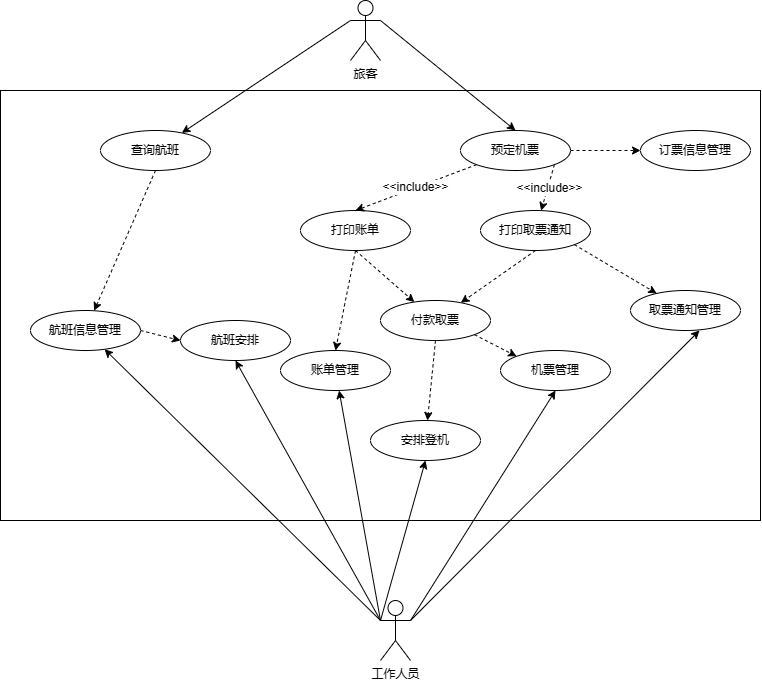 旅客
查询航班
预定机票
订票信息管理
<<include>>
<<include>>
打印账单
打印取票通知
航班信息管理
航班安排
付款取票
取票通知管理
账单管理
机票管理
安排登机
工作人员